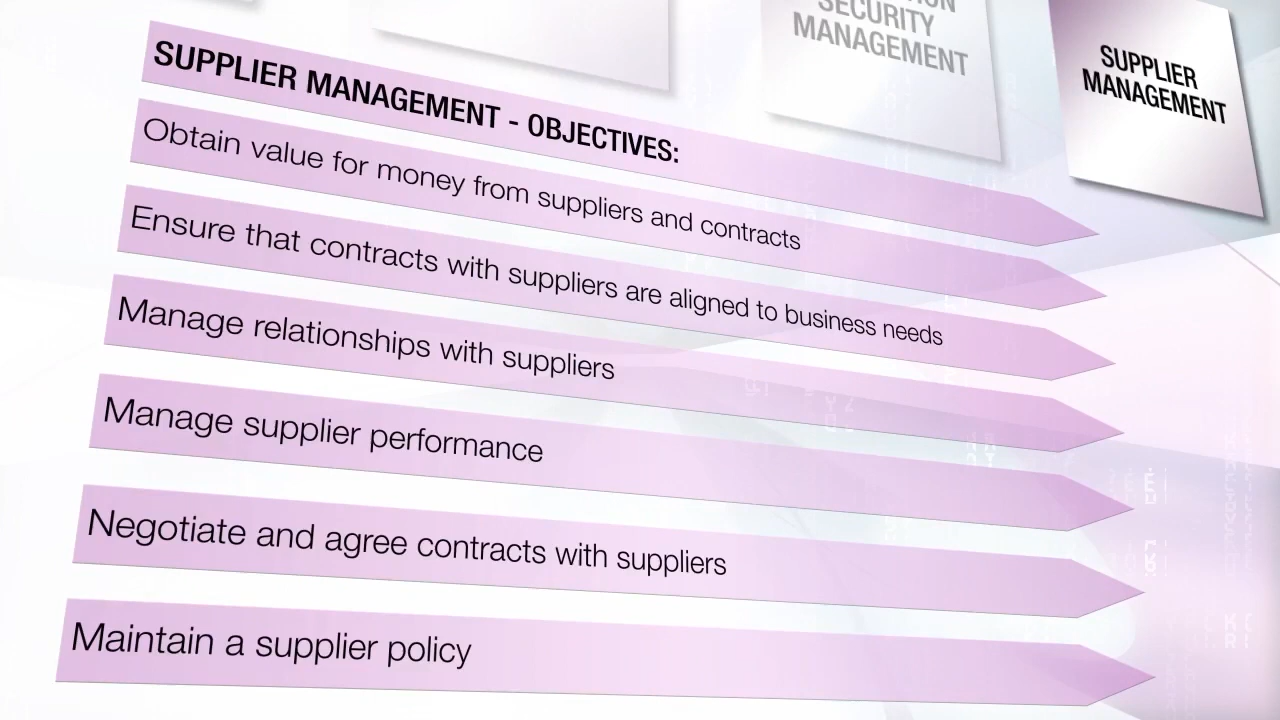 SECURITY
MANAGEMENT
SUPPLIER
MANAGEMENT
SUPPLIER MANAGEMENT - OBJECTIVES:
Obtain value for money from suppliers and contracts
Ensure that contracts with suppliers are aligned to business needs
Manage relationships with suppliers
Manage supplier performance
Negotiate and agree contracts with suppliers
Maintain a supplier policy